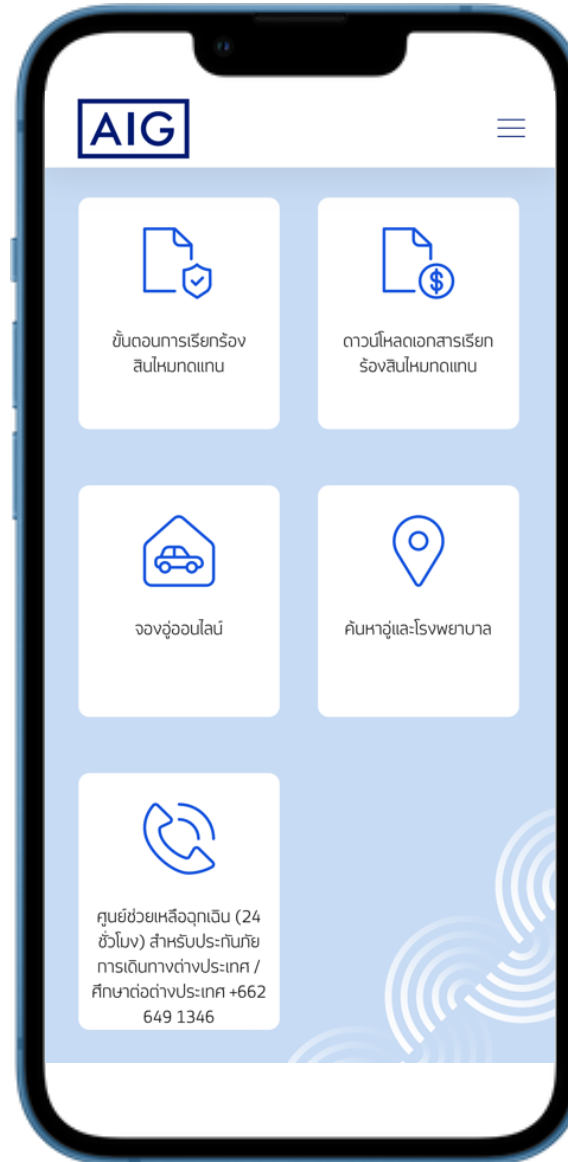 AIG
ขั้นตอนการเรียกร้อง
สินไหมทดแทน
ดาวน์โหลดเอกสารเรียก
ร้องสินไหมทดแทน
จองอู่ออนไลน์
ค้นหาอู่และโรงพยาบาล
ศูนย์ช่วยเหลือฉุกเฉิน (24
ชั่วโมง) สำหรับประกันภัย
การเดินทางต่างประเทศ /
ศึกษาต่อต่างประเทศ +662
649 1346